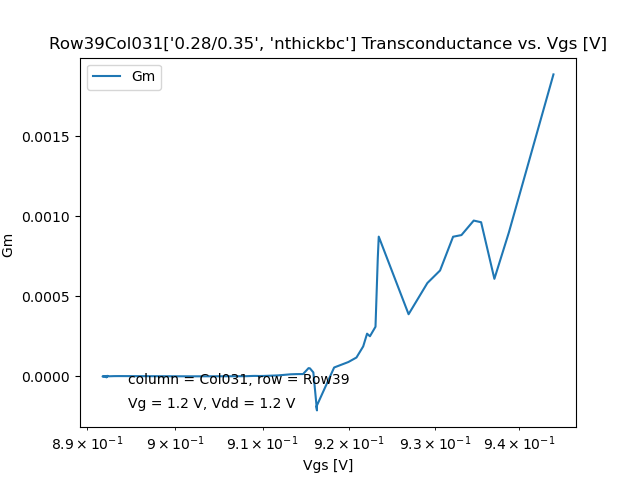 Row39Col031['0.28/0.35', 'nthickbc'] Transconductance vs. Vgs [V]
Gm
0.0015
0.0010
0.0005
0.0000
Gm
column = Col031, row = Row39
Vg = 1.2 V, Vdd = 1.2 V
8.9 × 10⁻¹ 9 × 10⁻¹ 9.1 × 10⁻¹ 9.2 × 10⁻¹ 9.3 × 10⁻¹ 9.4 × 10⁻¹
Vgs [V]